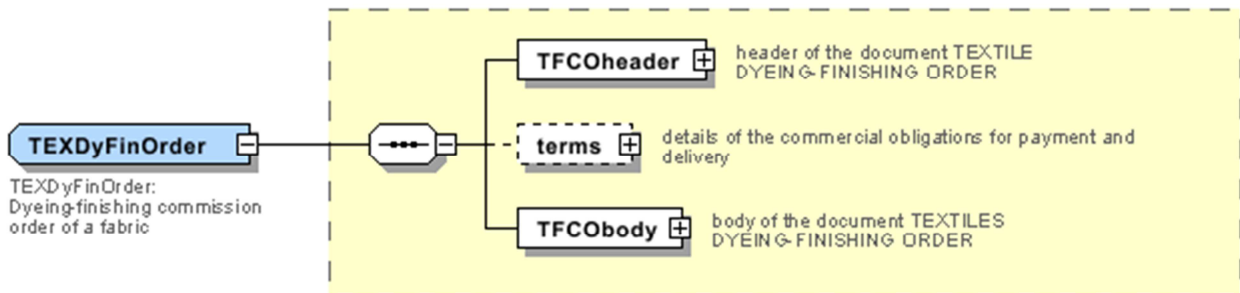 TFCOheader
header of the document TEXTILE
DYEING-FINISHING ORDER
TEXDyFinOrder
terms
details of the commercial obligations for payment and
delivery
TEXDyFinOrder:
Dyeing-finishing commission
order of a fabric
TFCObody
body of the document TEXTILES
DYEING-FINISHING ORDER